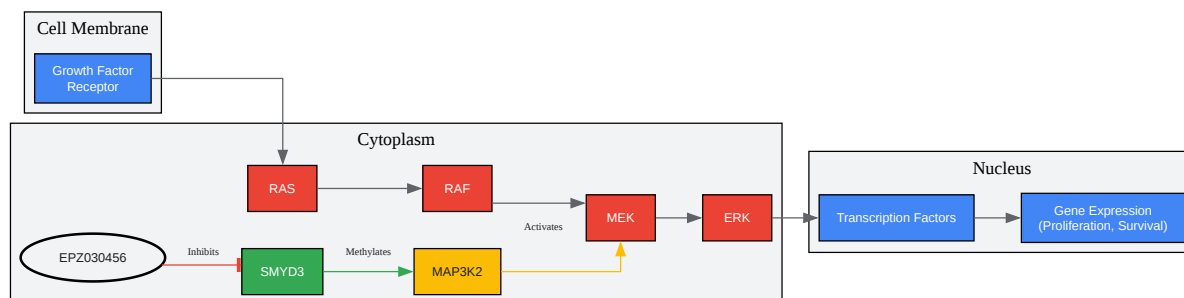 Cell Membrane
Growth Factor
Receptor
Cytoplasm
RAS
RAF
MEK
ERK
Activates
EPZ030456
Inhibits
SMYD3
Methylates
MAP3K2
Nucleus
Transcription Factors
Gene Expression
(Proliferation, Survival)